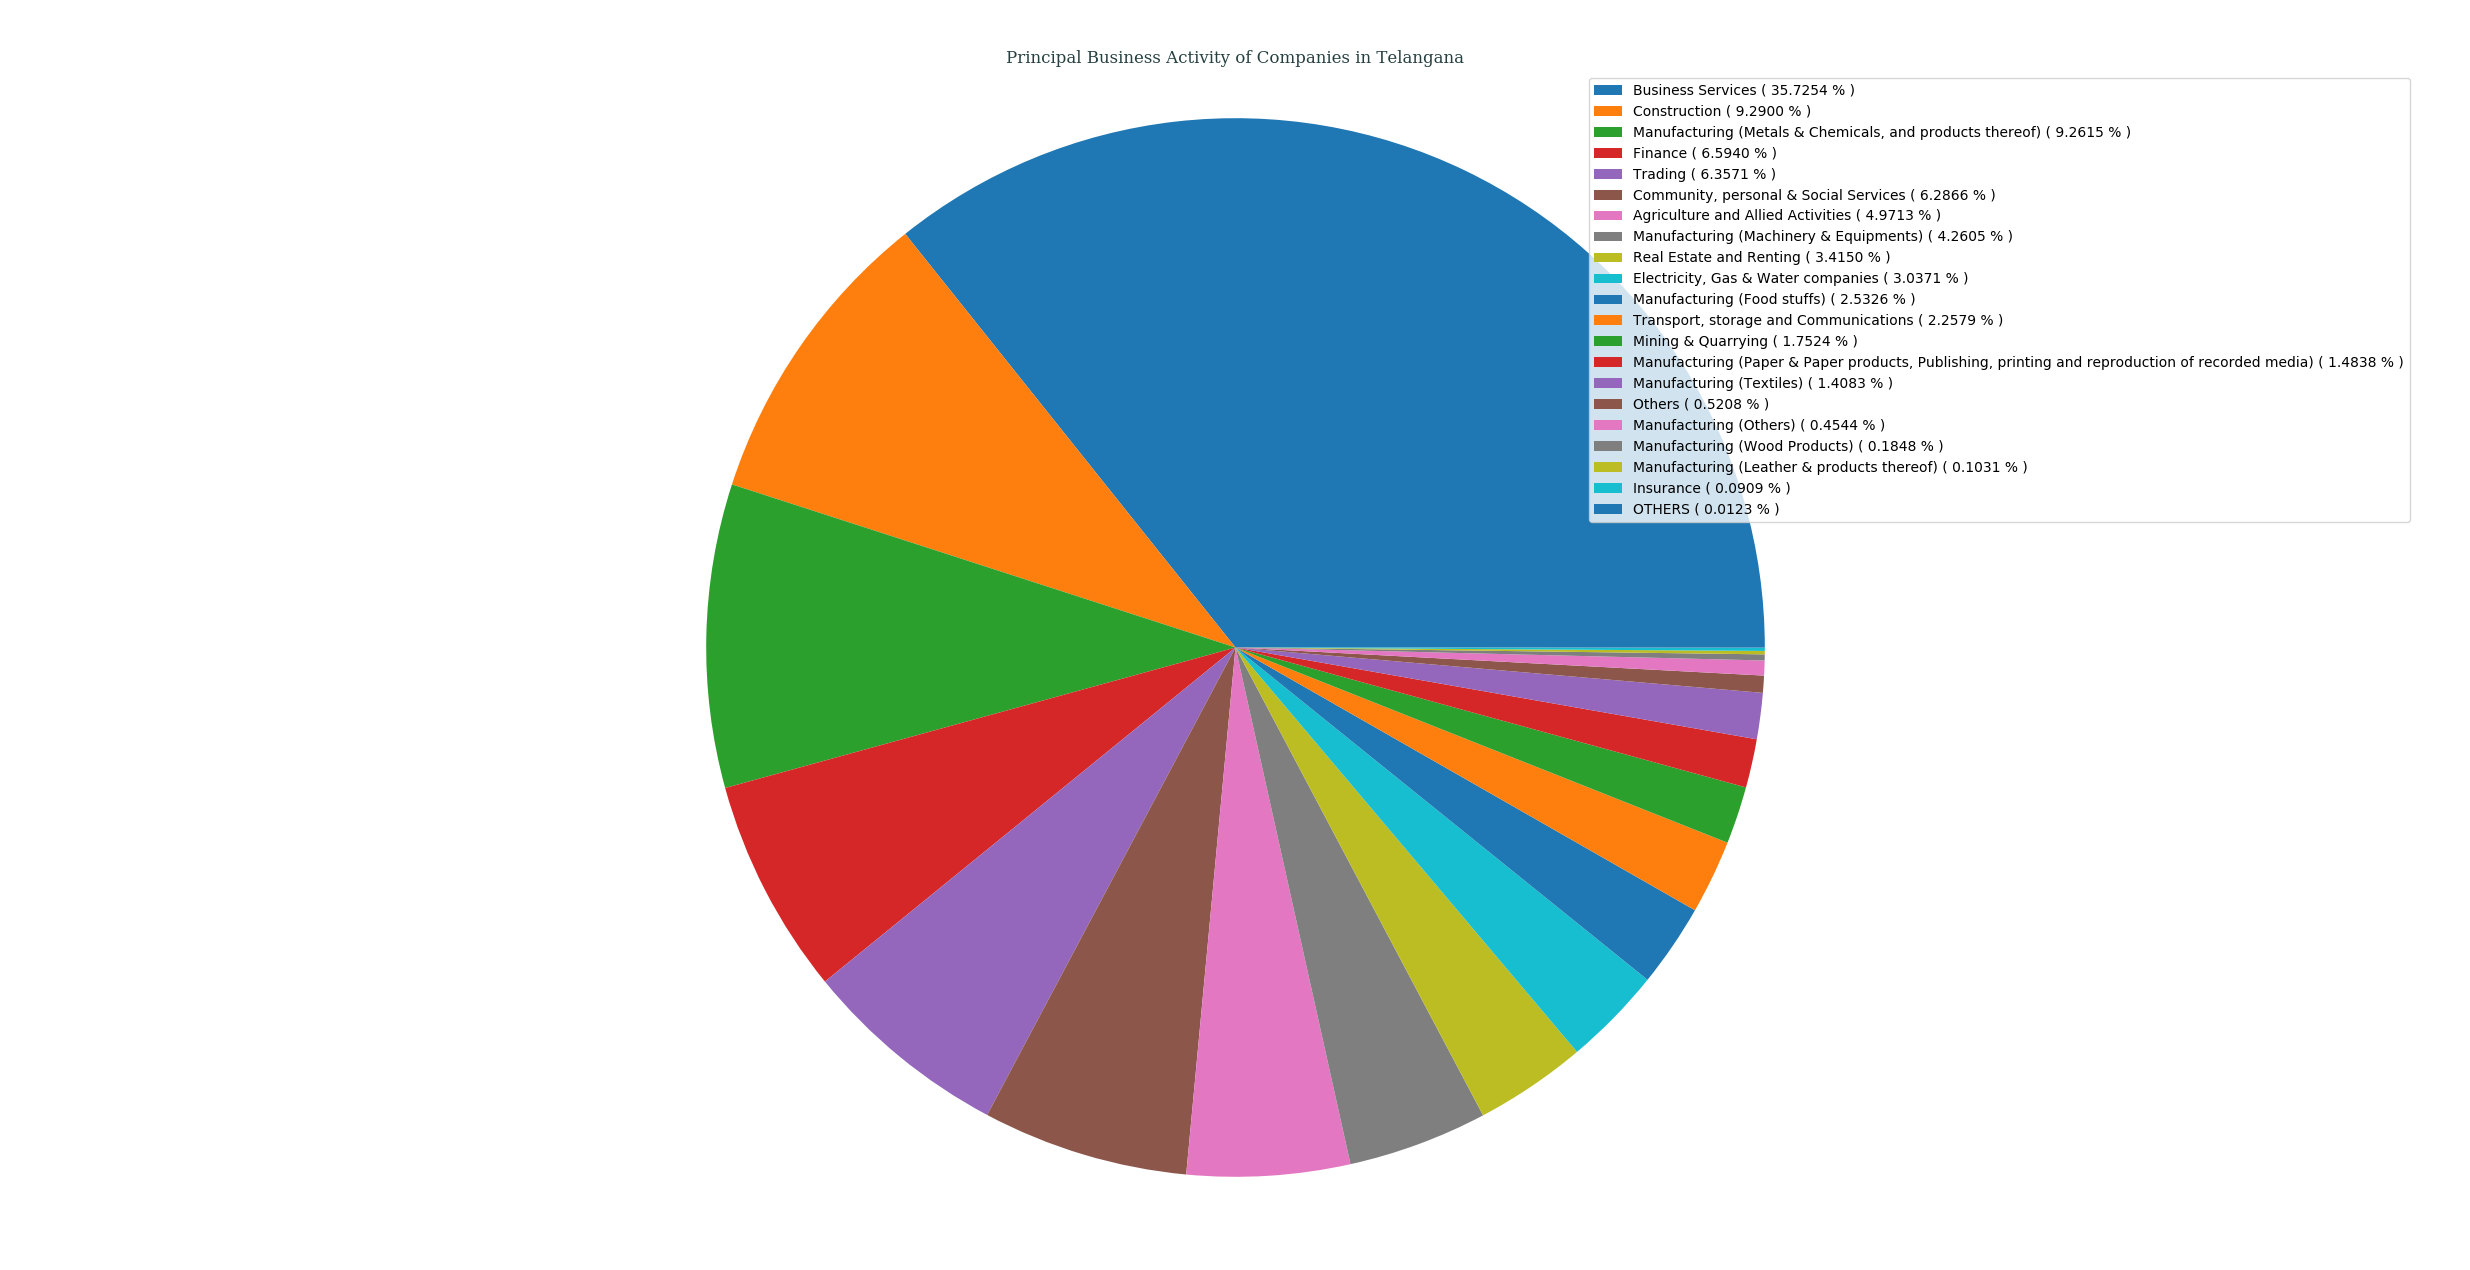 Principal Business Activity of Companies in Telangana
Business Services ( 35.7254 % )
Construction ( 9.2900 % )
Manufacturing (Metals & Chemicals, and products thereof) ( 9.2615 % )
Finance ( 6.5940 % )
Trading ( 6.3571 % )
Community, personal & Social Services ( 6.2866 % )
Agriculture and Allied Activities ( 4.9713 % )
Manufacturing (Machinery & Equipments) ( 4.2605 % )
Real Estate and Renting ( 3.4150 % )
Electricity, Gas & Water companies ( 3.0371 % )
Manufacturing (Food stuffs) ( 2.5326 % )
Transport, storage and Communications ( 2.2579 % )
Mining & Quarrying ( 1.7524 % )
Manufacturing (Paper & Paper products, Publishing, printing and reproduction of recorded media) ( 1.4838 % )
Manufacturing (Textiles) ( 1.4083 % )
Others ( 0.5208 % )
Manufacturing (Others) ( 0.4544 % )
Manufacturing (Wood Products) ( 0.1848 % )
Manufacturing (Leather & products thereof) ( 0.1031 % )
Insurance ( 0.0909 % )
OTHERS ( 0.0123 % )